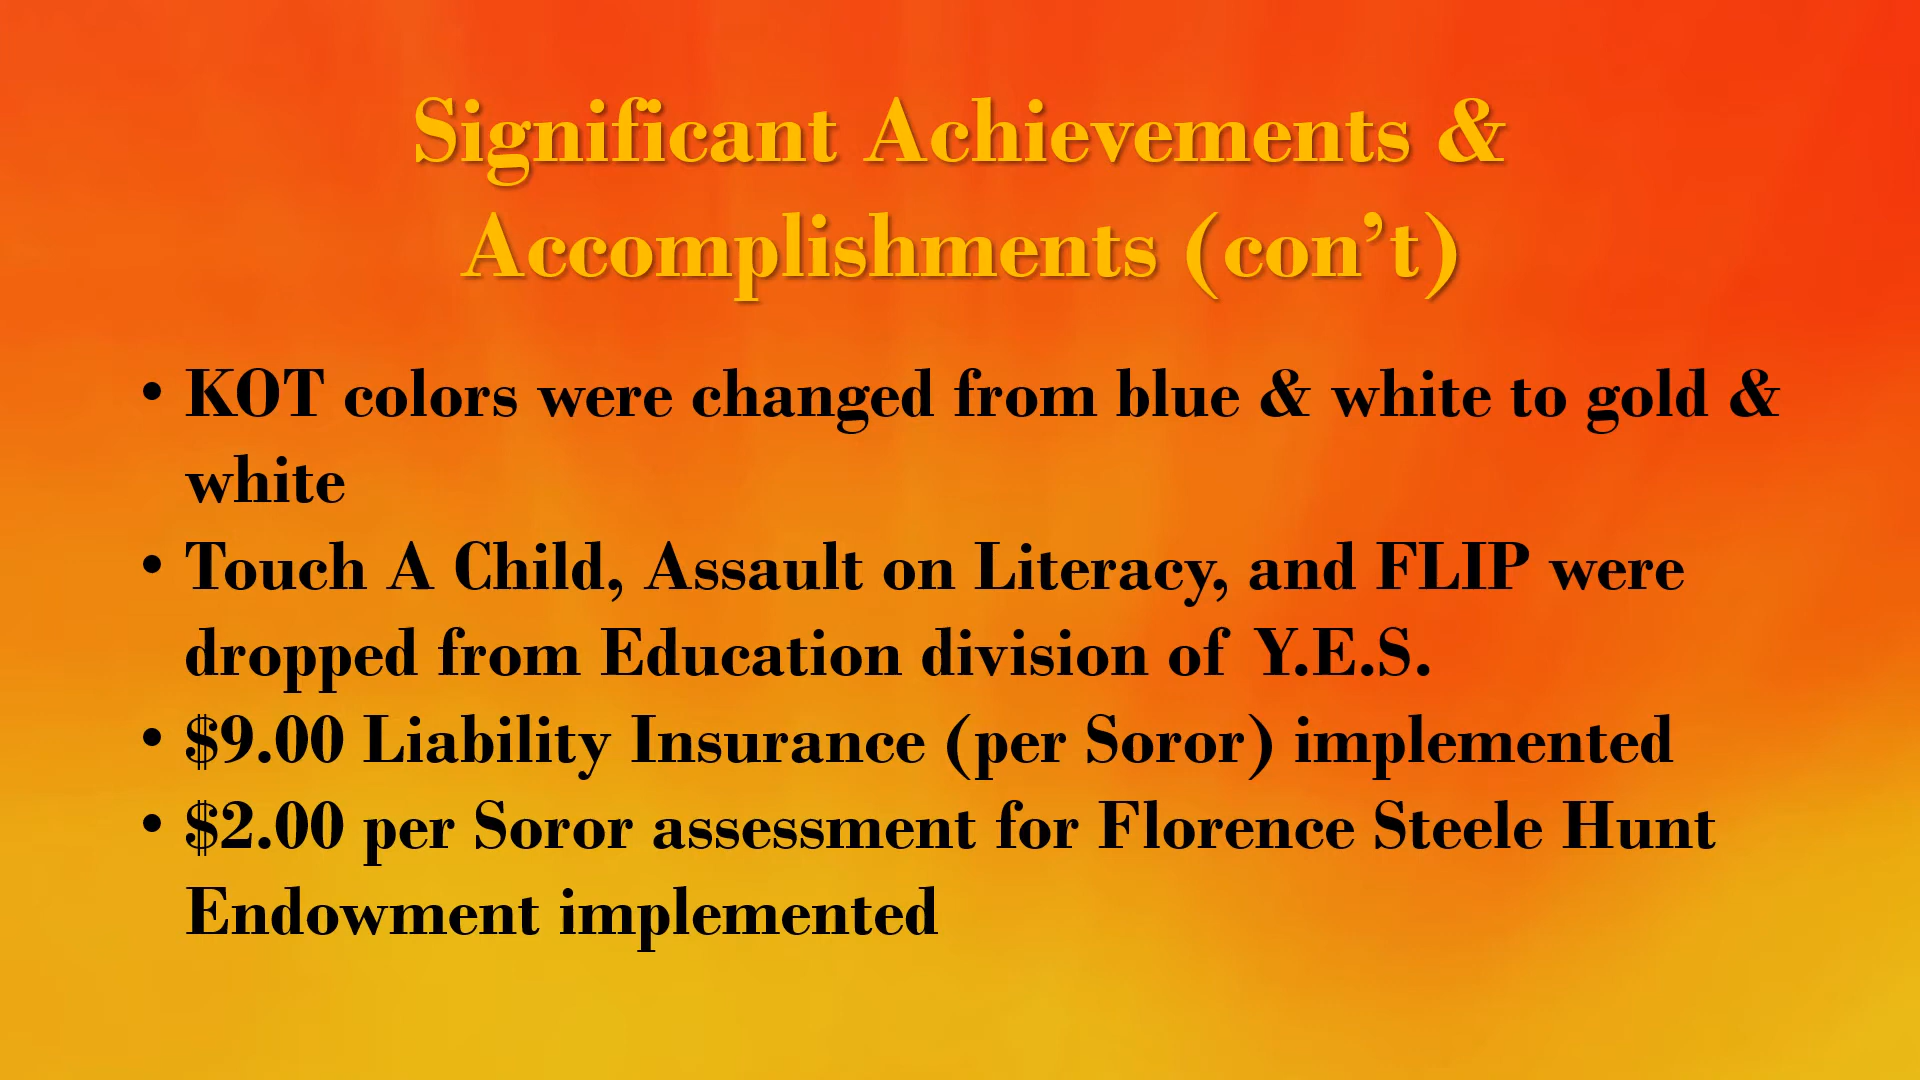 Significant Achievements &
Accomplishments (con’t)
• KOT colors were changed from blue & white to gold &
white
• Touch A Child, Assault on Literacy, and FLIP were
dropped from Education division of Y.E.S.
• $9.00 Liability Insurance (per Soror) implemented
• $2.00 per Soror assessment for Florence Steele Hunt
Endowment implemented